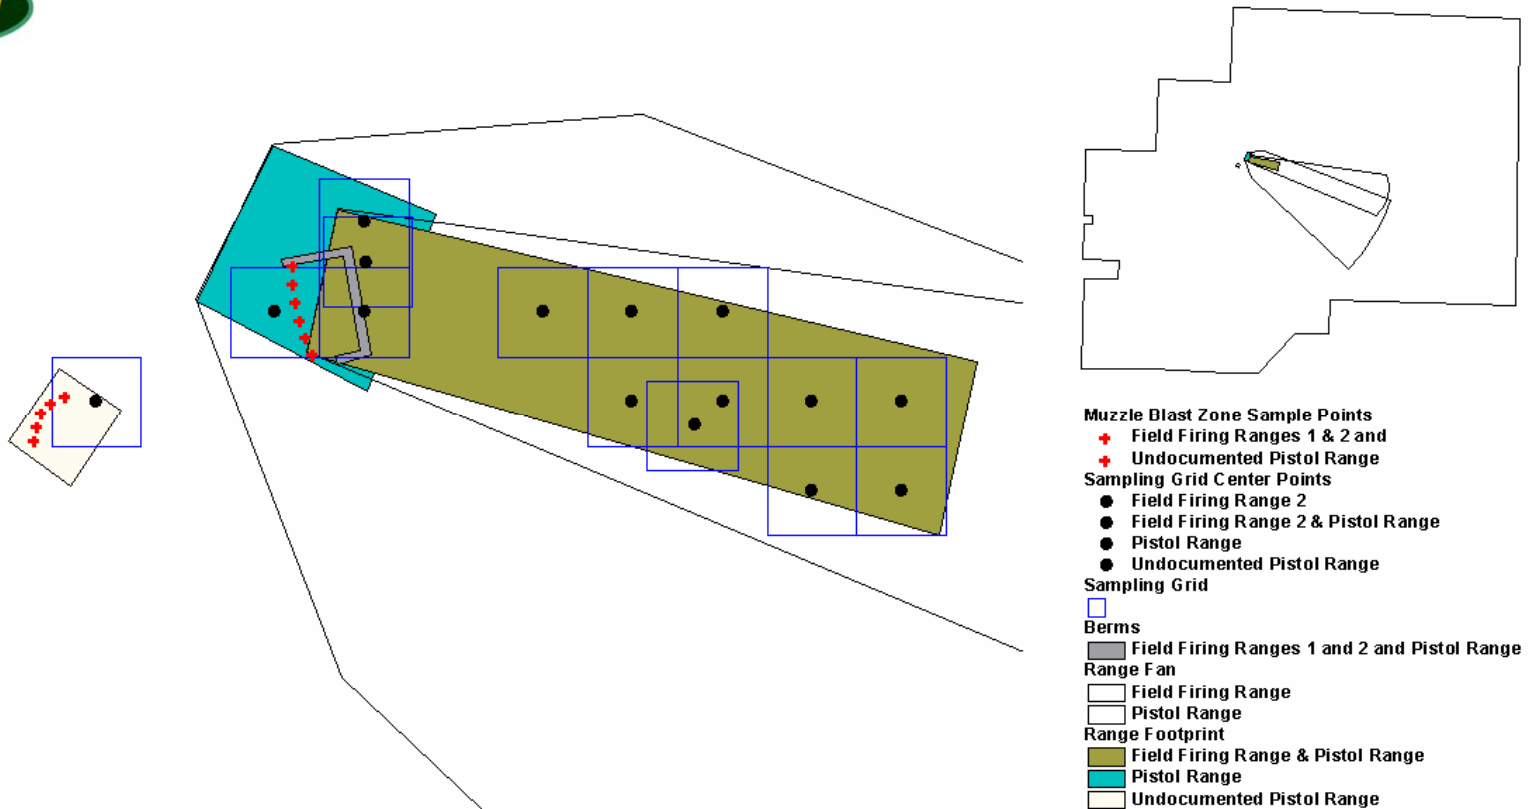 Muzzle Blast Zone Sample Points
Field Firing Ranges 1 & 2 and
Undocumented Pistol Range
Sampling Grid Center Points
Field Firing Range 2
Field Firing Range 2 & Pistol Range
Pistol Range
Undocumented Pistol Range
Sampling Grid
Berms
Field Firing Ranges 1 and 2 and Pistol Range
Range Fan
Field Firing Range
Pistol Range
Range Footprint
Field Firing Range & Pistol Range
Pistol Range
Undocumented Pistol Range